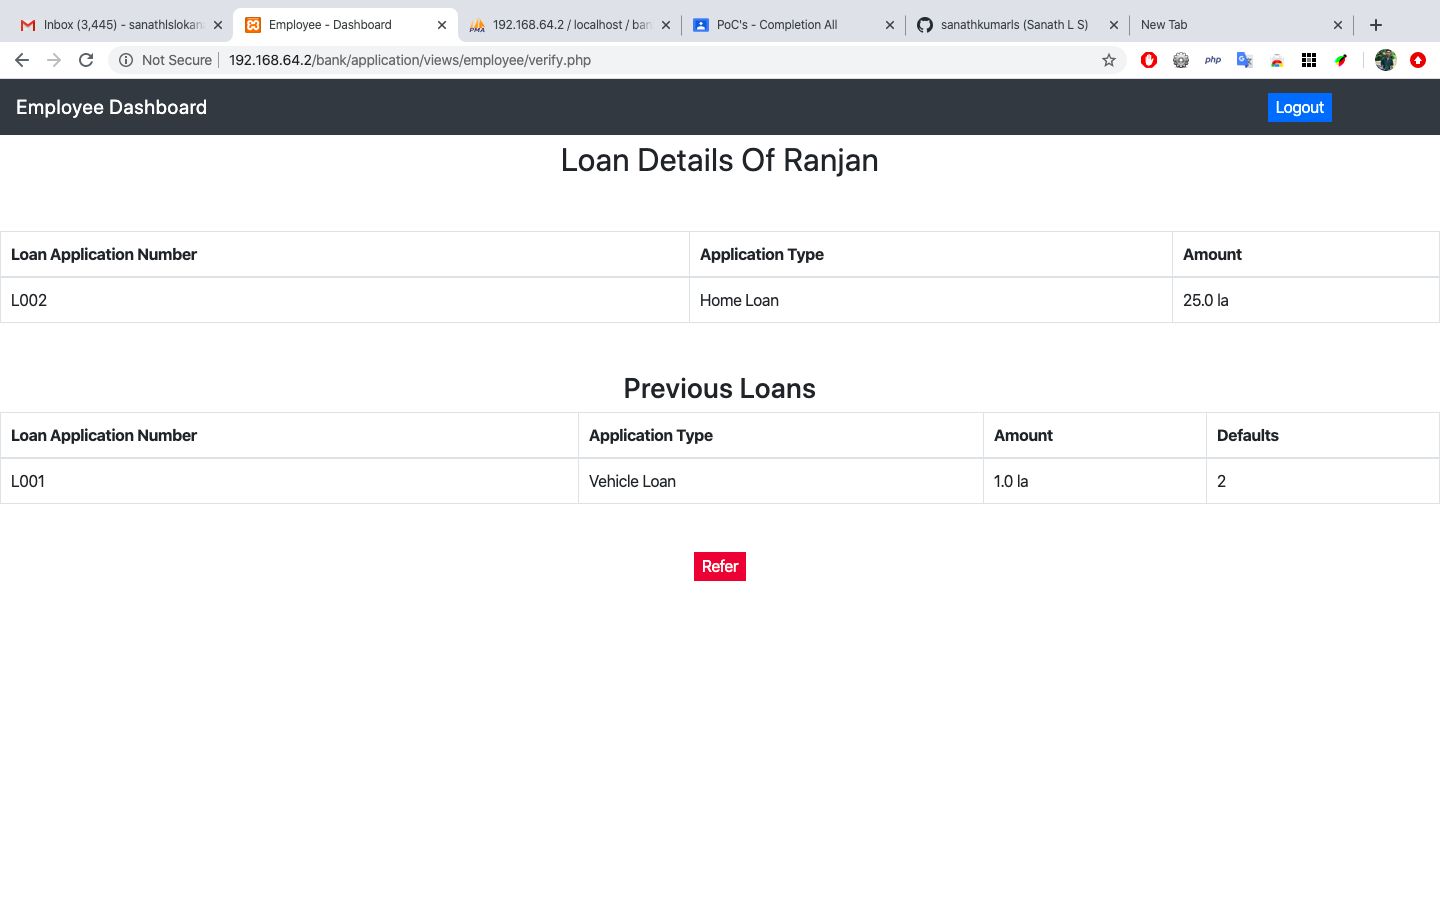 Inbox (3,445) - sanathlslokan
Employee - Dashboard
192.168.64.2 / localhost / ban
PoC's - Completion All
sanathkumarls (Sanath L S)
New Tab
Not Secure
192.168.64.2/bank/application/views/employee/verify.php
php
Employee Dashboard
Logout
Loan Details Of Ranjan
Loan Application Number Application Type Amount
L002 Home Loan 25.0 la
Previous Loans
Loan Application Number Application Type Amount Defaults
L001 Vehicle Loan 1.0 la 2
Refer